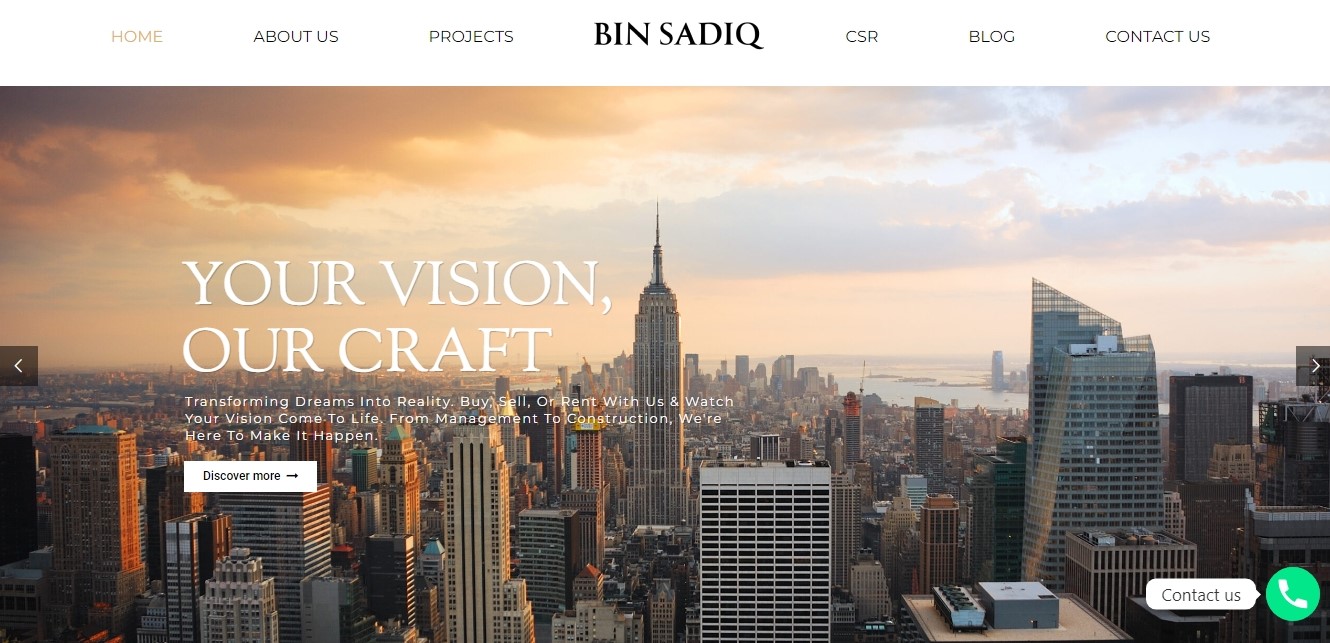 HOME ABOUT US PROJECTS BIN SADIQ CSR BLOG CONTACT US
YOUR VISION,
OUR CRAFT
Transforming Dreams Into Reality. Buy, Sell, Or Rent With Us & Watch
Your Vision Come To Life. From Management To Construction, We're
Here To Make It Happen.
Discover more
Contact us